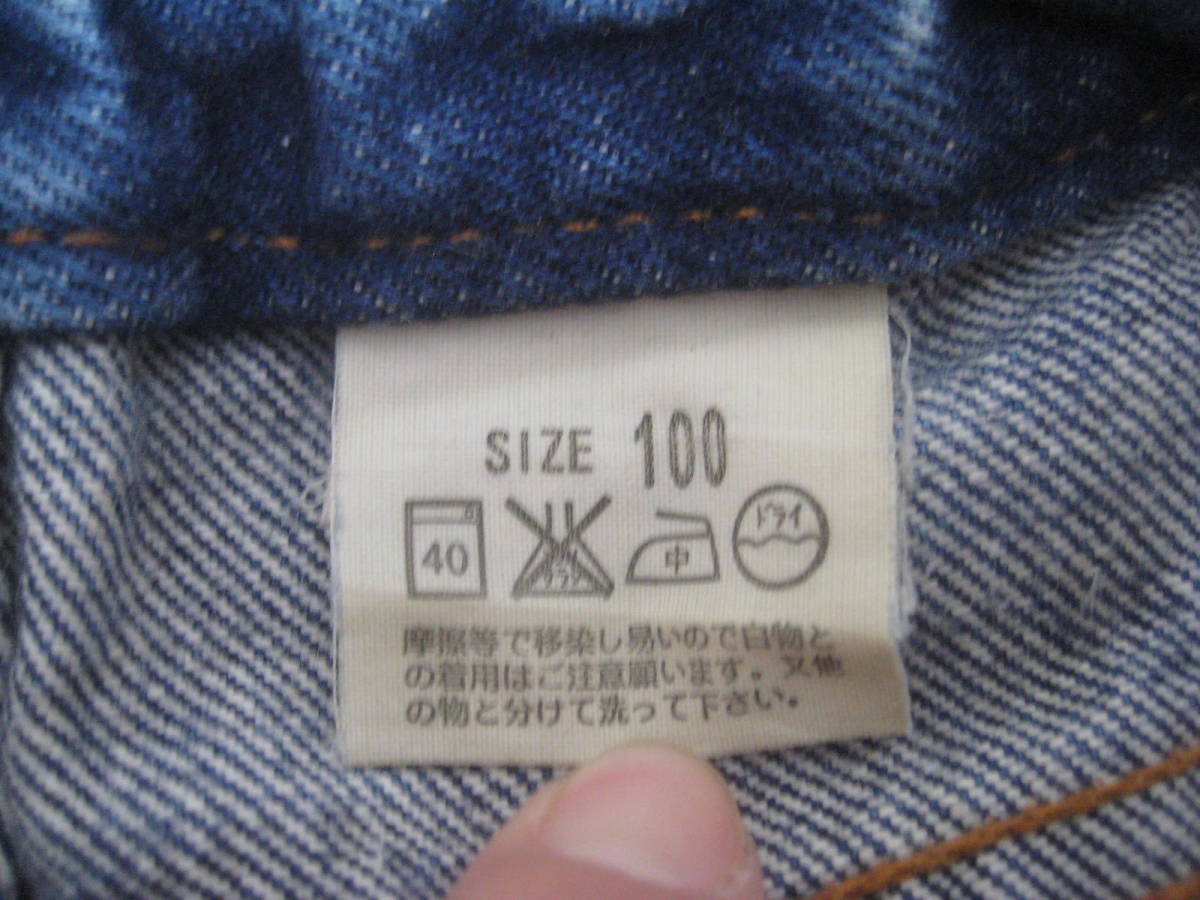 SIZE 100
40 サラシ 中 ドライ
摩擦等で移染し易いので白物と
の着用はご注意願います。又他
の物と分けて洗って下さい。